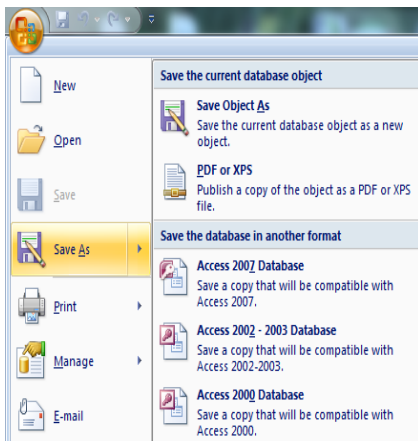 New
Open
Save
Save As
Print
Manage
E-mail
Save the current database object
Save Object As
Save the current database object as a new
object.
PDF or XPS
Publish a copy of the object as a PDF or XPS
file.
Save the database in another format
Access 2007 Database
Save a copy that will be compatible with
Access 2007.
Access 2002 - 2003 Database
Save a copy that will be compatible with
Access 2002-2003.
Access 2000 Database
Save a copy that will be compatible with
Access 2000.